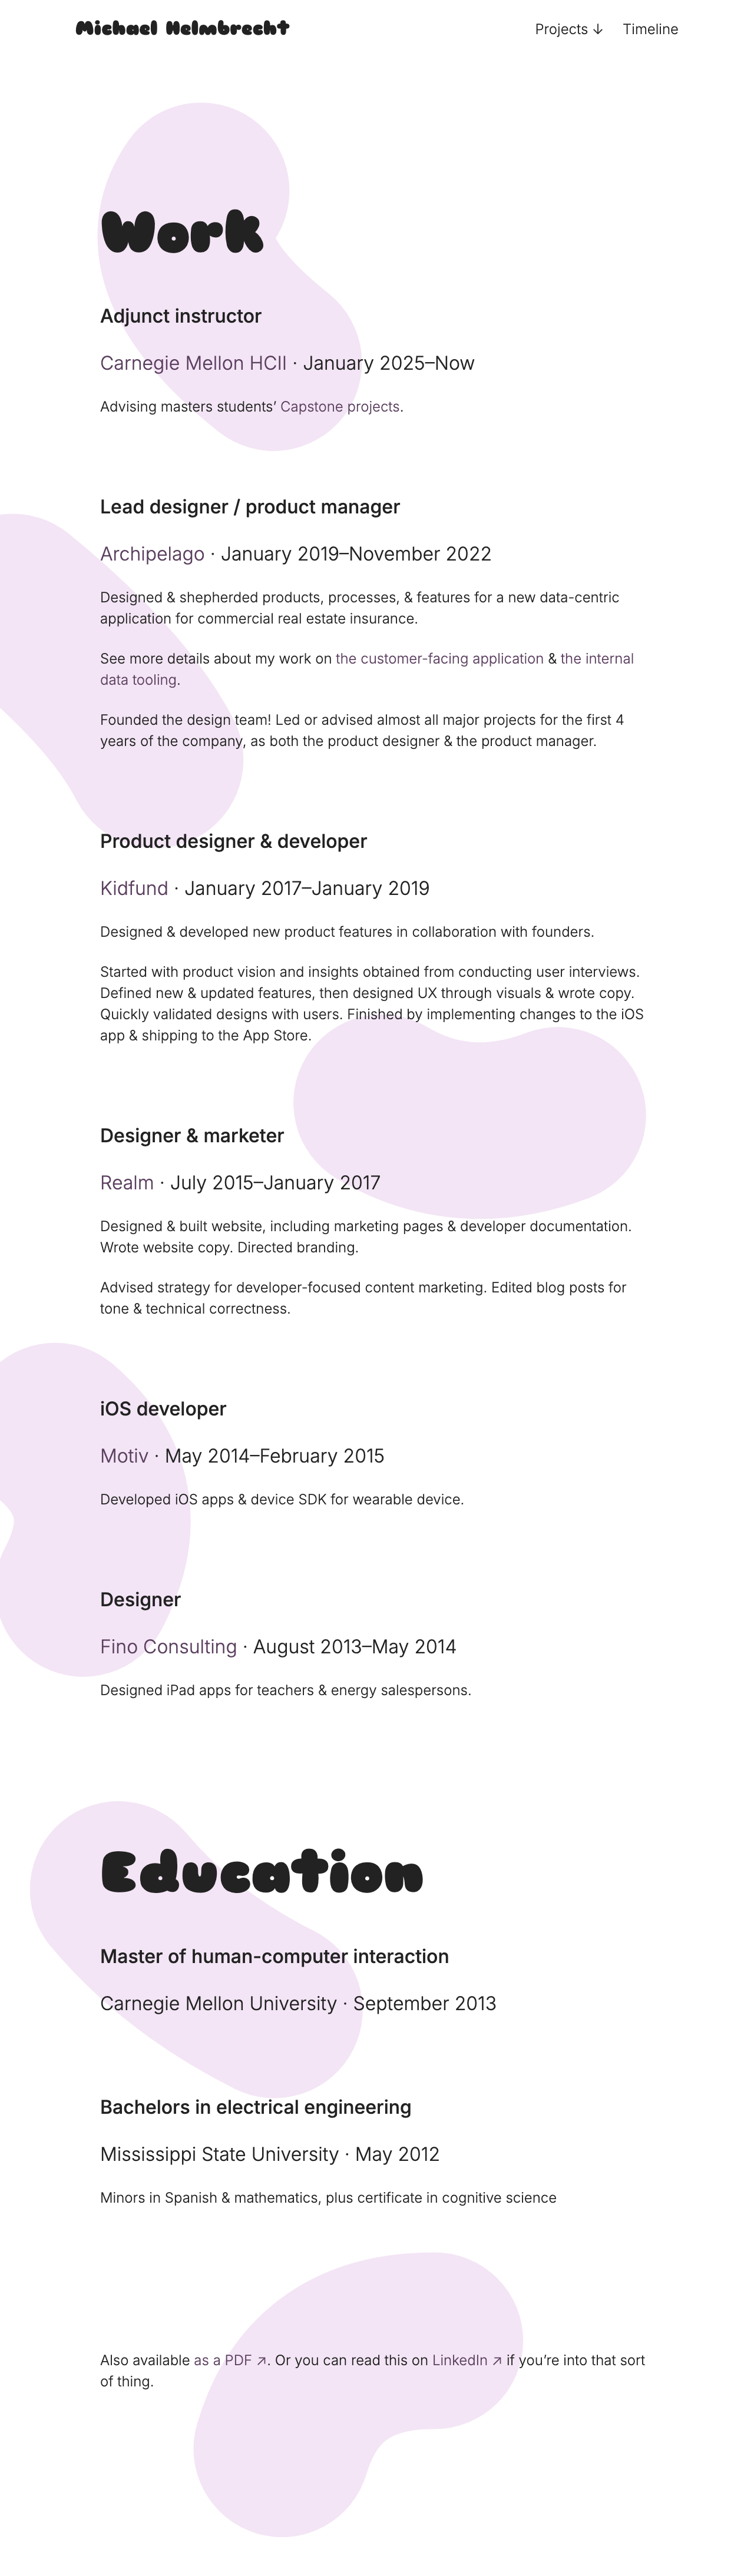 Michael Helmbrecht
Projects ↓ Timeline
Work
Adjunct instructor
Carnegie Mellon HCII · January 2025–Now
Advising masters students’ Capstone projects.
Lead designer / product manager
Archipelago · January 2019–November 2022
Designed & shepherded products, processes, & features for a new data-centric
application for commercial real estate insurance.
See more details about my work on the customer-facing application & the internal
data tooling.
Founded the design team! Led or advised almost all major projects for the first 4
years of the company, as both the product designer & the product manager.
Product designer & developer
Kidfund · January 2017–January 2019
Designed & developed new product features in collaboration with founders.
Started with product vision and insights obtained from conducting user interviews.
Defined new & updated features, then designed UX through visuals & wrote copy.
Quickly validated designs with users. Finished by implementing changes to the iOS
app & shipping to the App Store.
Designer & marketer
Realm · July 2015–January 2017
Designed & built website, including marketing pages & developer documentation.
Wrote website copy. Directed branding.
Advised strategy for developer-focused content marketing. Edited blog posts for
tone & technical correctness.
iOS developer
Motiv · May 2014–February 2015
Developed iOS apps & device SDK for wearable device.
Designer
Fino Consulting · August 2013–May 2014
Designed iPad apps for teachers & energy salespersons.
Education
Master of human-computer interaction
Carnegie Mellon University · September 2013
Bachelors in electrical engineering
Mississippi State University · May 2012
Minors in Spanish & mathematics, plus certificate in cognitive science
Also available as a PDF ↗. Or you can read this on LinkedIn ↗ if you’re into that sort
of thing.